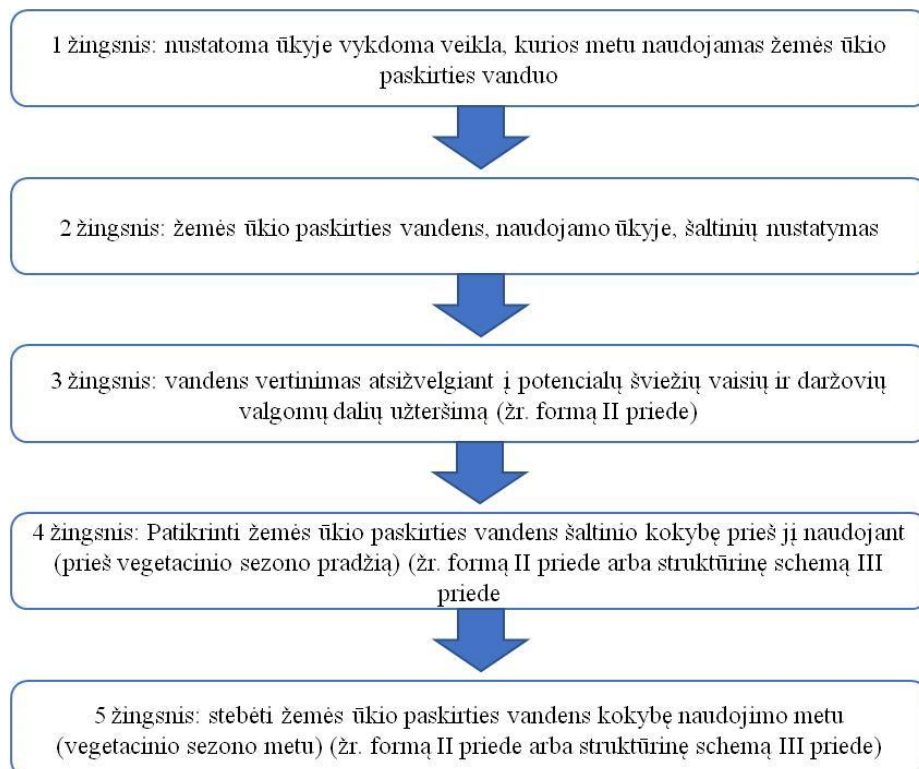 1 žingsnis: nustatoma ūkyje vykdoma veikla, kurios metu naudojamas žemės ūkio
paskirties vanduo
2 žingsnis: žemės ūkio paskirties vandens, naudojamo ūkyje, šaltinių nustatymas
3 žingsnis: vandens vertinimas atsižvelgiant į potencialų šviežių vaisių ir daržovių
valgomų dalių užteršimą (žr. formą II priede)
4 žingsnis: Patikrinti žemės ūkio paskirties vandens šaltinio kokybę prieš jį naudojant
(prieš vegetacinio sezono pradžią) (žr. formą II priede arba struktūrinę schemą III
priede
5 žingsnis: stebėti žemės ūkio paskirties vandens kokybę naudojimo metu
(vegetacinio sezono metu) (žr. formą II priede arba struktūrinę schemą III priede)